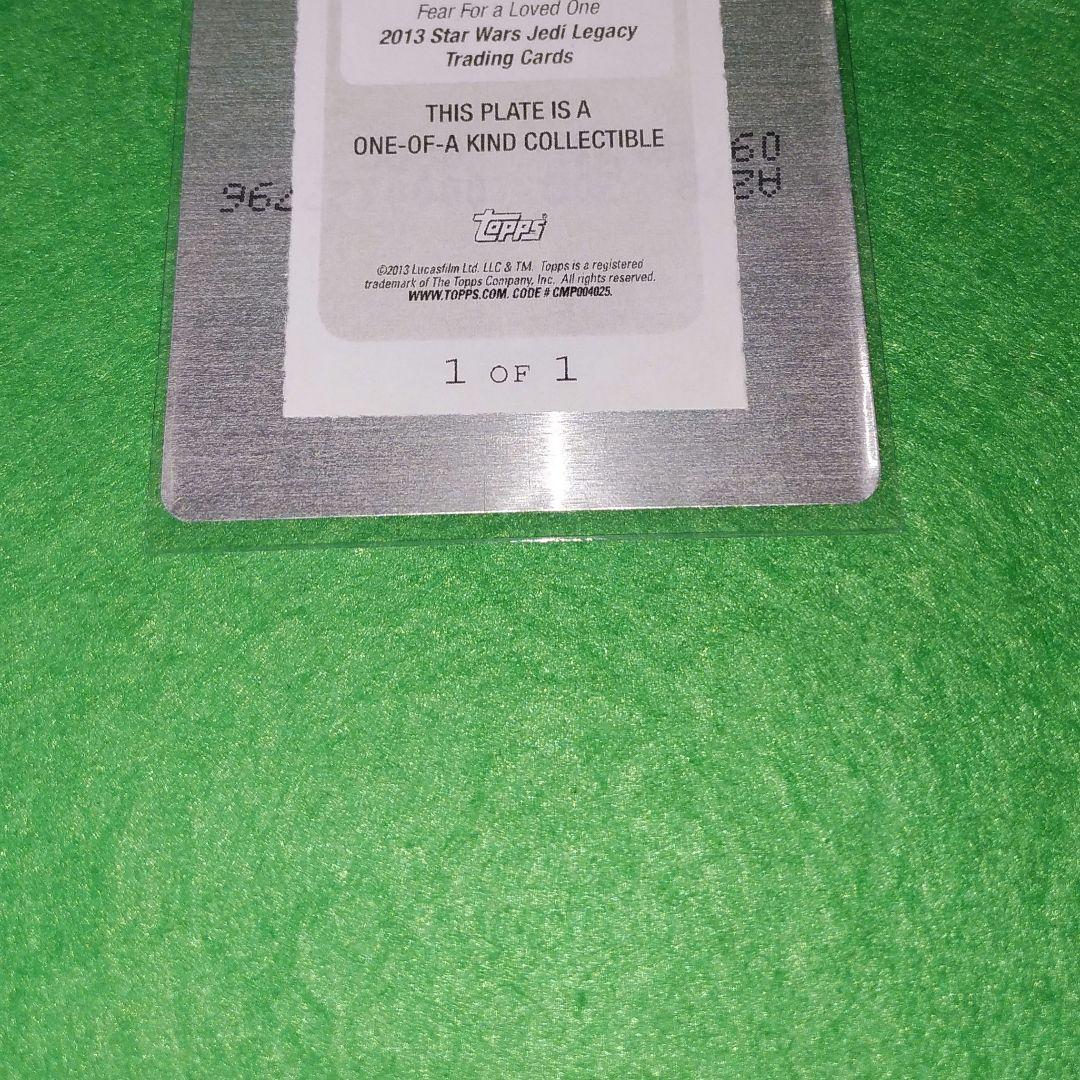 Fear For a Loved One
2013 Star Wars Jedi Legacy
Trading Cards
THIS PLATE IS A
ONE-OF-A KIND COLLECTIBLE
Topps
©2013 Lucasfilm Ltd. LLC & TM. Topps is a registered
trademark of The Topps Company, Inc. All rights reserved.
WWW.TOPPS.COM. CODE # CMP004025.
1 OF 1